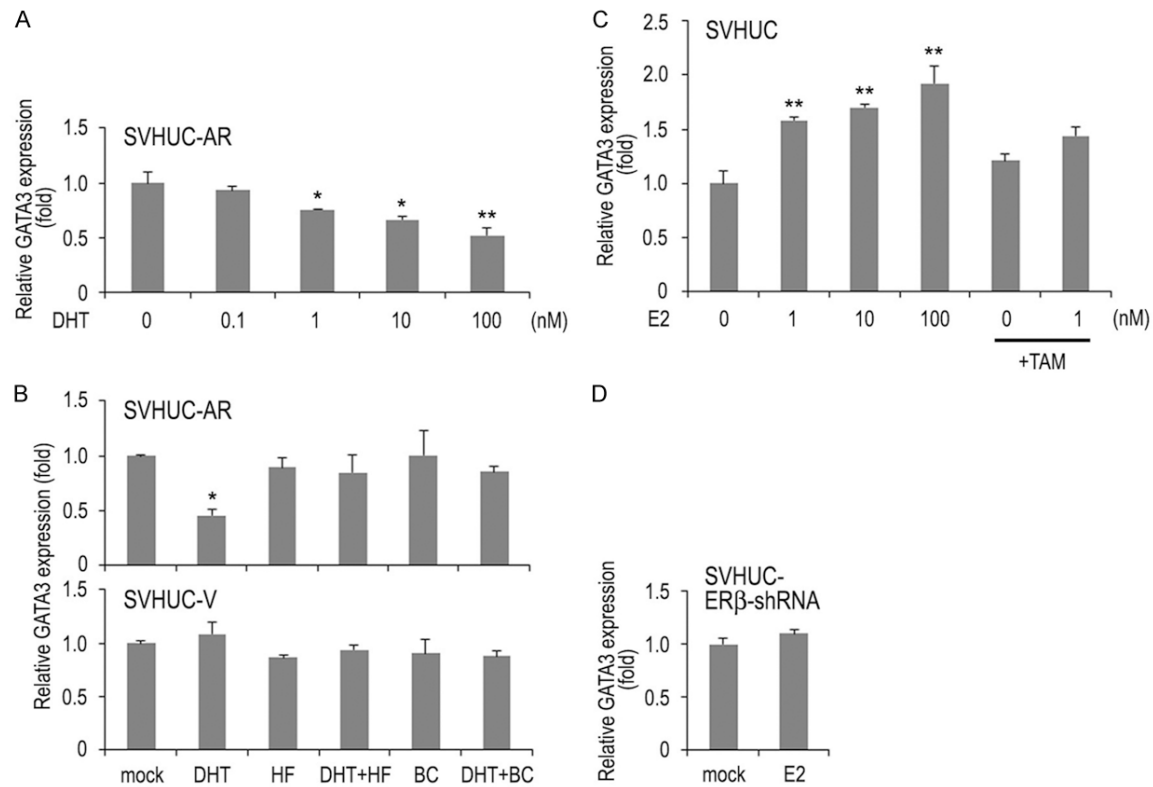 A
Relative GATA3 expression
(fold)
SVHUC-AR
1.5
1.0
0.5
0
*
*
**
DHT 0 0.1 1 10 100 (nM)
B
Relative GATA3 expression (fold)
SVHUC-AR
1.5
1.0
0.5
0
*
SVHUC-V
1.5
1.0
0.5
0
mock DHT HF DHT+HF BC DHT+BC
C
Relative GATA3 expression
(fold)
SVHUC
2.5
2.0
1.5
1.0
0.5
0
**
**
**
E2 0 1 10 100 0 1 (nM)
+TAM
D
Relative GATA3 expression
(fold)
SVHUC-
ERβ-shRNA
1.5
1.0
0.5
0
mock E2